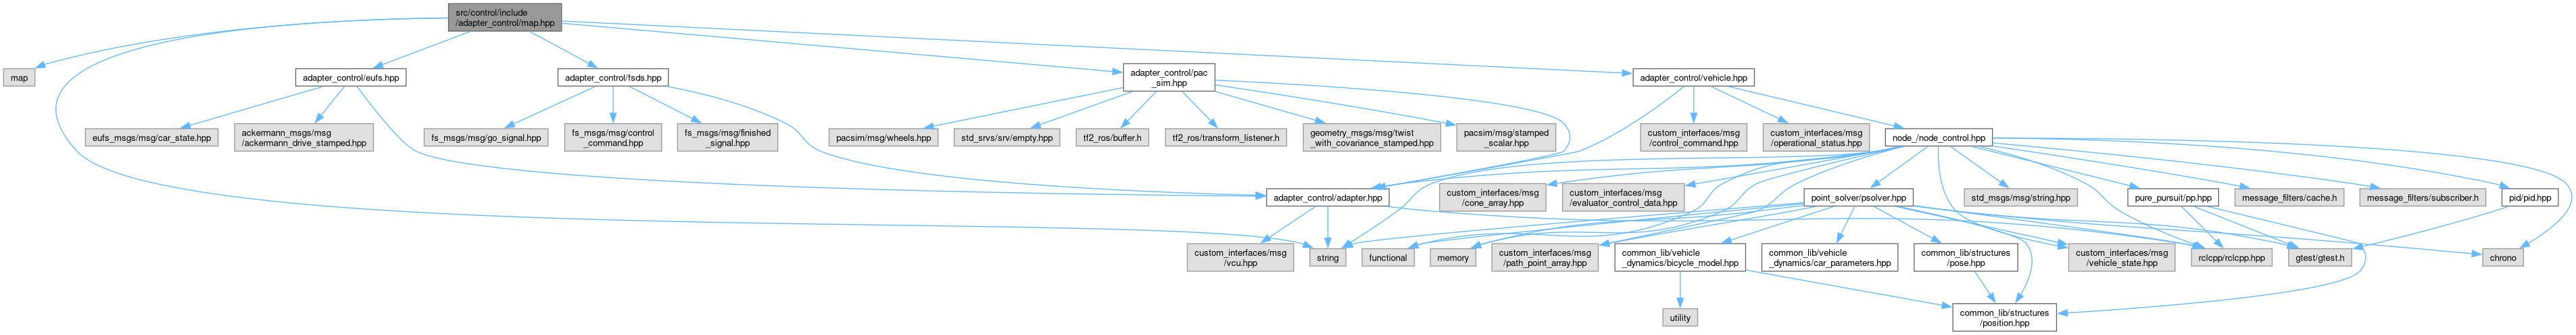 src/control/include
/adapter_control/map.hpp
map
adapter_control/eufs.hpp
adapter_control/fsds.hpp
adapter_control/pac
_sim.hpp
adapter_control/vehicle.hpp
eufs_msgs/msg/car_state.hpp
ackermann_msgs/msg
/ackermann_drive_stamped.hpp
fs_msgs/msg/go_signal.hpp
fs_msgs/msg/control
_command.hpp
fs_msgs/msg/finished
_signal.hpp
pacsim/msg/wheels.hpp
std_srvs/srv/empty.hpp
tf2_ros/buffer.h
tf2_ros/transform_listener.h
geometry_msgs/msg/twist
_with_covariance_stamped.hpp
pacsim/msg/stamped
_scalar.hpp
custom_interfaces/msg
/control_command.hpp
custom_interfaces/msg
/operational_status.hpp
node_/node_control.hpp
adapter_control/adapter.hpp
custom_interfaces/msg
/cone_array.hpp
custom_interfaces/msg
/evaluator_control_data.hpp
point_solver/psolver.hpp
std_msgs/msg/string.hpp
pure_pursuit/pp.hpp
message_filters/cache.h
message_filters/subscriber.h
pid/pid.hpp
custom_interfaces/msg
/vcu.hpp
string
functional
memory
custom_interfaces/msg
/path_point_array.hpp
common_lib/vehicle
_dynamics/bicycle_model.hpp
common_lib/vehicle
_dynamics/car_parameters.hpp
common_lib/structures
/pose.hpp
custom_interfaces/msg
/vehicle_state.hpp
rclcpp/rclcpp.hpp
gtest/gtest.h
chrono
utility
common_lib/structures
/position.hpp